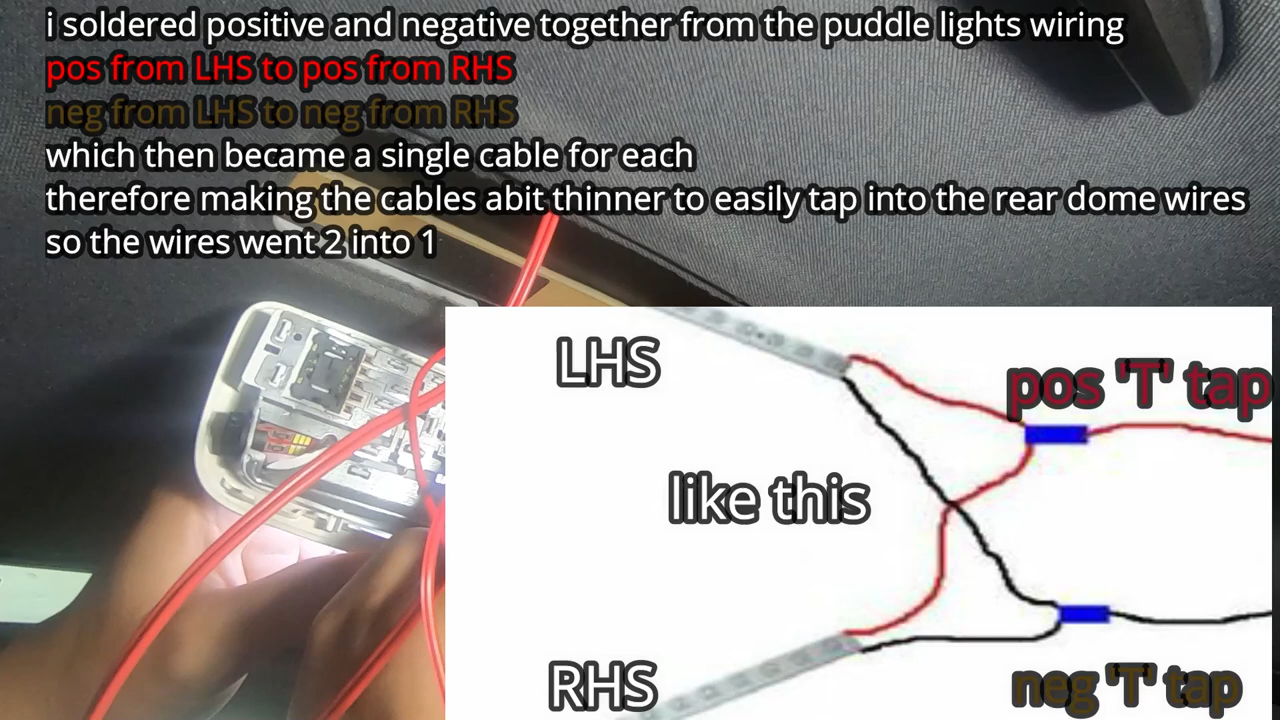 i soldered positive and negative together from the puddle lights wiring
pos from LHS to pos from RHS
neg from LHS to neg from RHS
which then became a single cable for each
therefore making the cables abit thinner to easily tap into the rear dome wires
so the wires went 2 into 1
LHS
pos 'T' tap
like this
RHS
neg 'T' tap